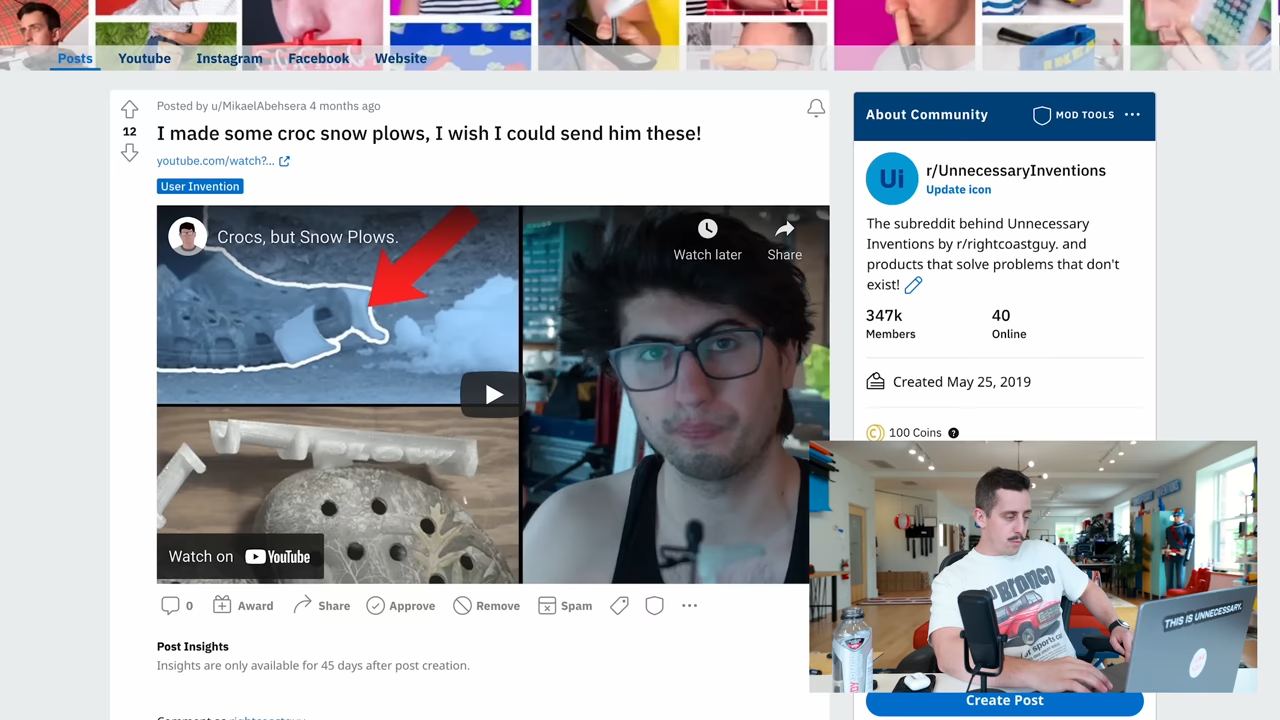 Posts
Youtube
Instagram
Facebook
Website
Posted by u/MikaelAbehsera 4 months ago
12
I made some croc snow plows, I wish I could send him these!
youtube.com/watch?...
User Invention
Crocs, but Snow Plows.
Watch later
Share
Watch on YouTube
0
Award
Share
Approve
Remove
Spam
Post Insights
Insights are only available for 45 days after post creation.
Comment as rightcoastguy
About Community
MOD TOOLS
Ui
r/UnnecessaryInventions
Update icon
The subreddit behind Unnecessary
Inventions by r/rightcoastguy. and
products that solve problems that don't
exist!
347k
Members
40
Online
Created May 25, 2019
100 Coins
Bronco
THIS IS UNNECESSARY.
Create Post